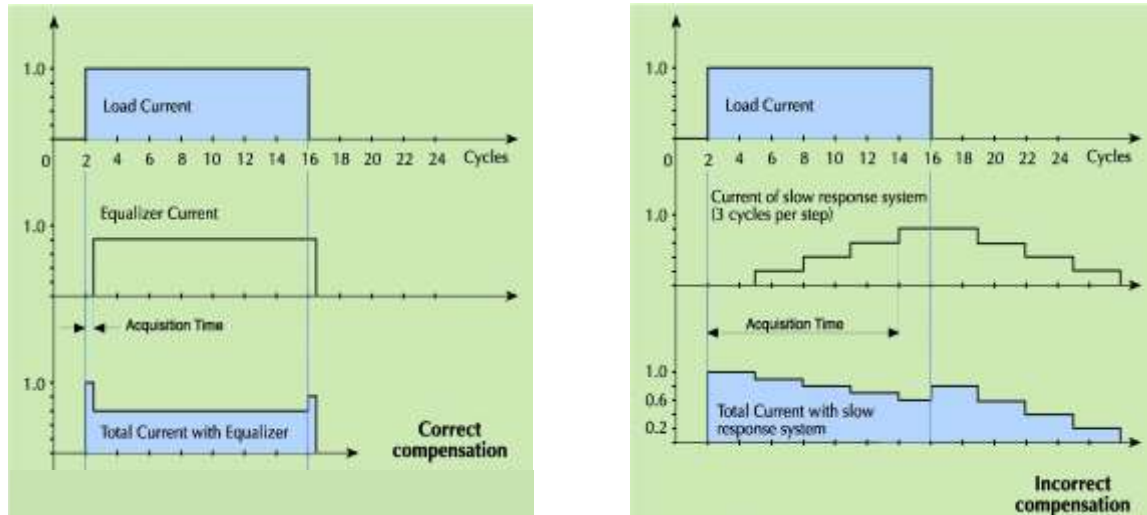 1.0
Load Current
0 2 4 6 8 10 12 14 16 18 20 22 24 Cycles
Equalizer Current
1.0
Acquisition Time
1.0
Total Current with Equalizer
Correct
compensation
1.0
Load Current
0 2 4 6 8 10 12 14 16 18 20 22 24 Cycles
Current of slow response system
(3 cycles per step)
1.0
Acquisition Time
1.0
0.6
0.2
Total Current with slow
response system
Incorrect
compensation